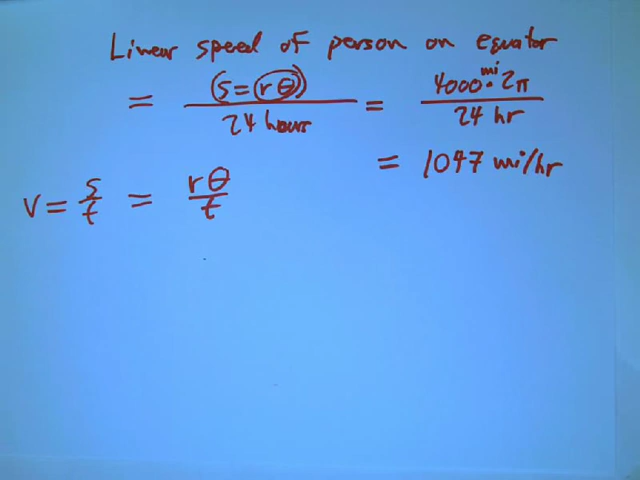 Linear speed of person on equator
= (s = rθ) / 24 hours = 4000 mi · 2π / 24 hr
= 1047 mi/hr
v = s/t = rθ/t